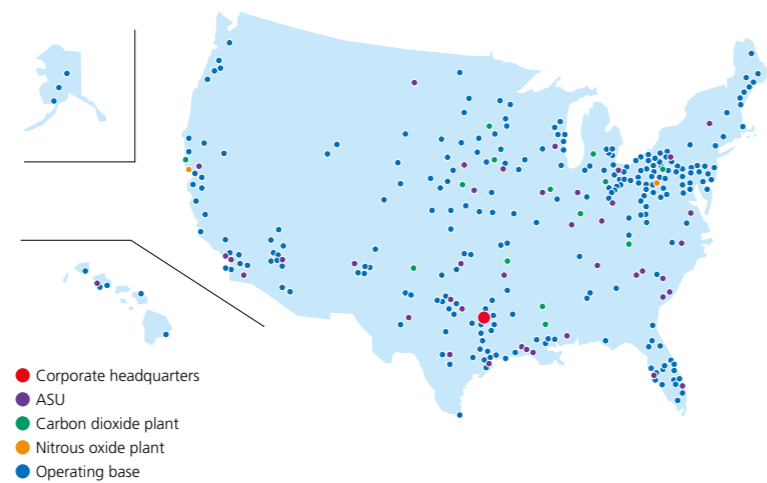 Corporate headquarters
ASU
Carbon dioxide plant
Nitrous oxide plant
Operating base